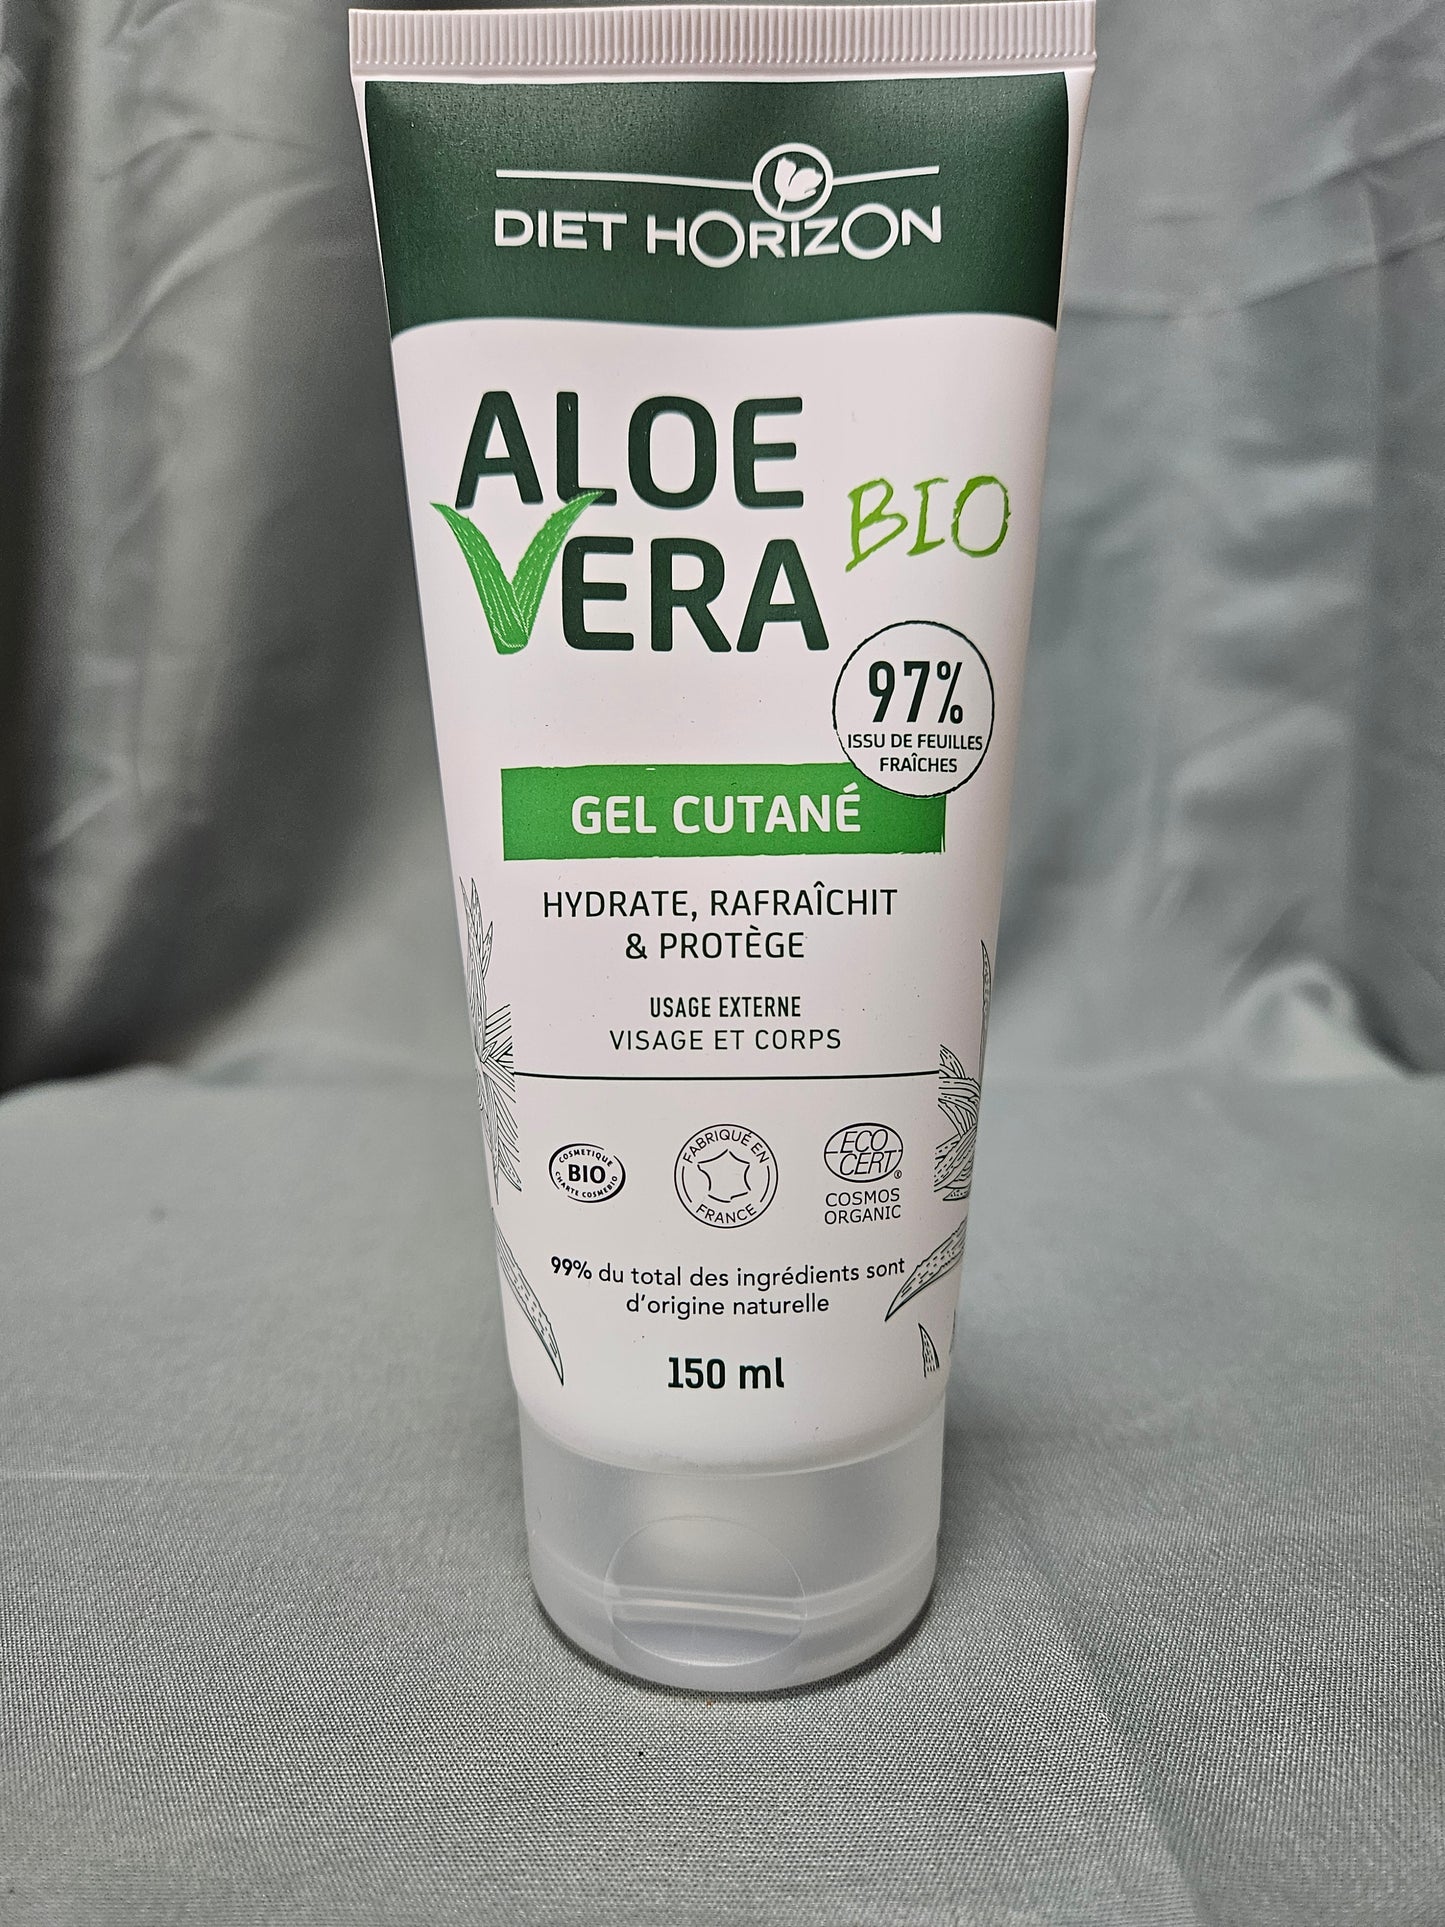 DIET HORIZON
ALOE
VERA
BIO
97%
ISSU DE FEUILLES
FRAÎCHES
GEL CUTANÉ
HYDRATE, RAFRAÎCHIT
& PROTÈGE
USAGE EXTERNE
VISAGE ET CORPS
COSMETIQUE
BIO
CHARTE COSMEBIO
FABRIQUÉ EN
FRANCE
ECO
CERT®
COSMOS
ORGANIC
99% du total des ingrédients sont
d'origine naturelle
150 ml